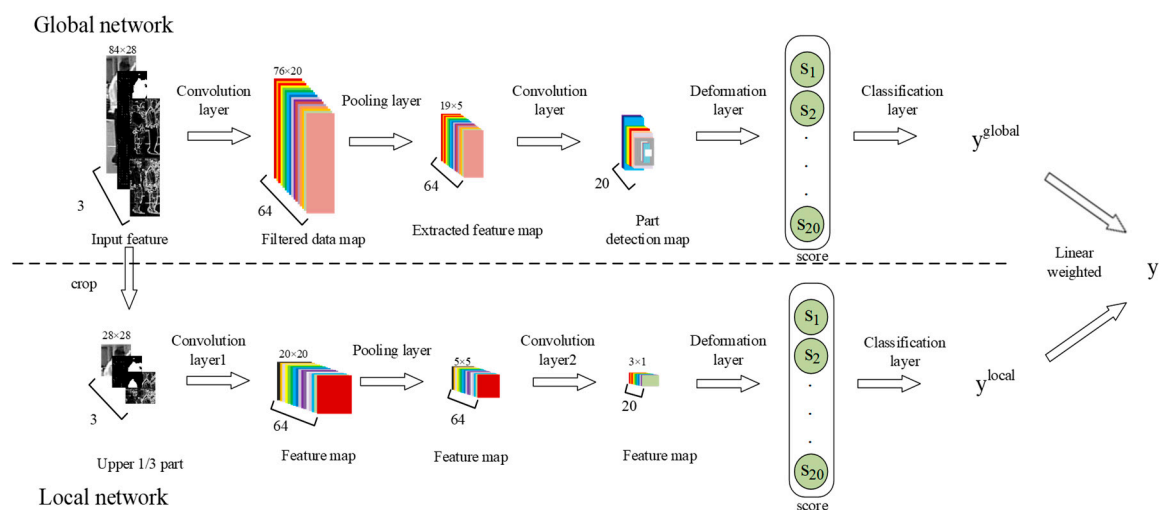 Global network
84×28
3
Input feature
Convolution
layer
76×20
64
Filtered data map
Pooling layer
19×5
64
Extracted feature map
Convolution
layer
20
Part
detection map
Deformation
layer
S1
S2
.
.
.
S20
score
Classification
layer
y^global
crop
Linear
weighted
y
28×28
3
Upper 1/3 part
Convolution
layer1
20×20
64
Feature map
Pooling layer
5×5
64
Feature map
Convolution
layer2
3×1
20
Feature map
Deformation
layer
S1
S2
.
.
.
S20
score
Classification
layer
y^local
Local network